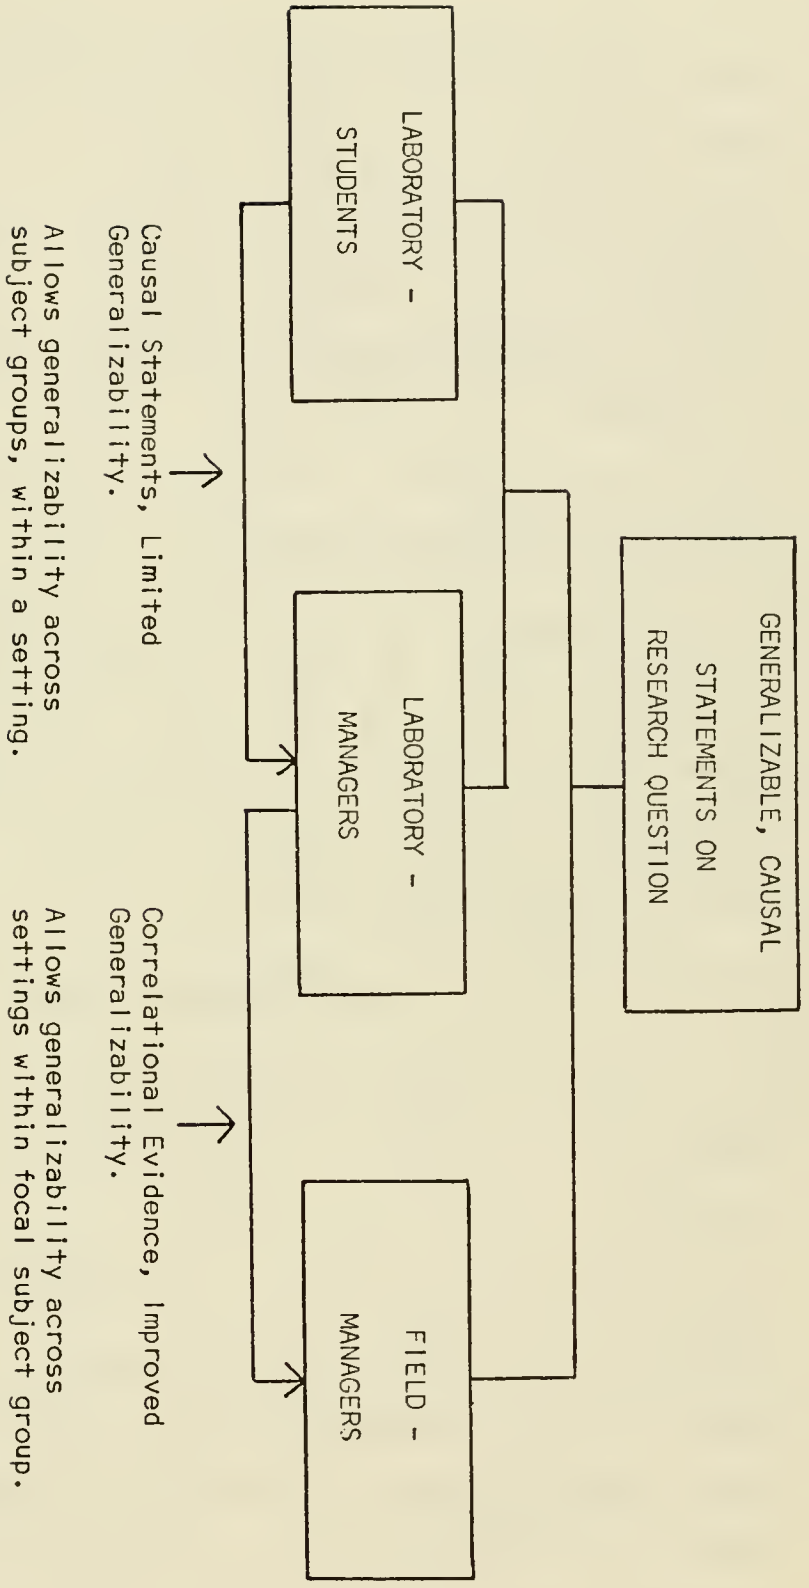 GENERALIZABLE, CAUSAL
STATEMENTS ON
RESEARCH QUESTION
LABORATORY -
STUDENTS
LABORATORY -
MANAGERS
FIELD -
MANAGERS
Causal Statements, Limited
Generalizability.
Allows generalizability across
subject groups, within a setting.
Correlational Evidence, Improved
Generalizability.
Allows generalizability across
settings within focal subject group.